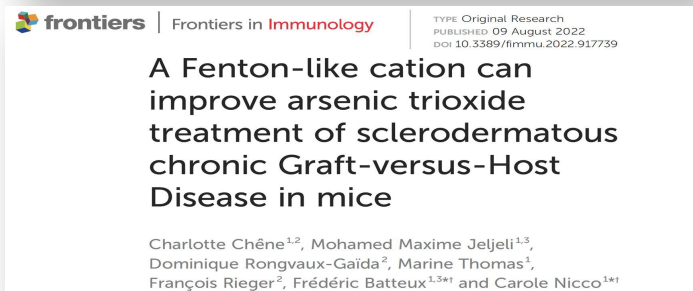 frontiers | Frontiers in Immunology
TYPE Original Research
PUBLISHED 09 August 2022
DOI 10.3389/fimmu.2022.917739
A Fenton-like cation can
improve arsenic trioxide
treatment of sclerodermatous
chronic Graft-versus-Host
Disease in mice
Charlotte Chêne1,2, Mohamed Maxime Jeljeli1,3,
Dominique Rongvaux-Gaïda2, Marine Thomas1,
François Rieger2, Frédéric Batteux1,3*† and Carole Nicco1*†